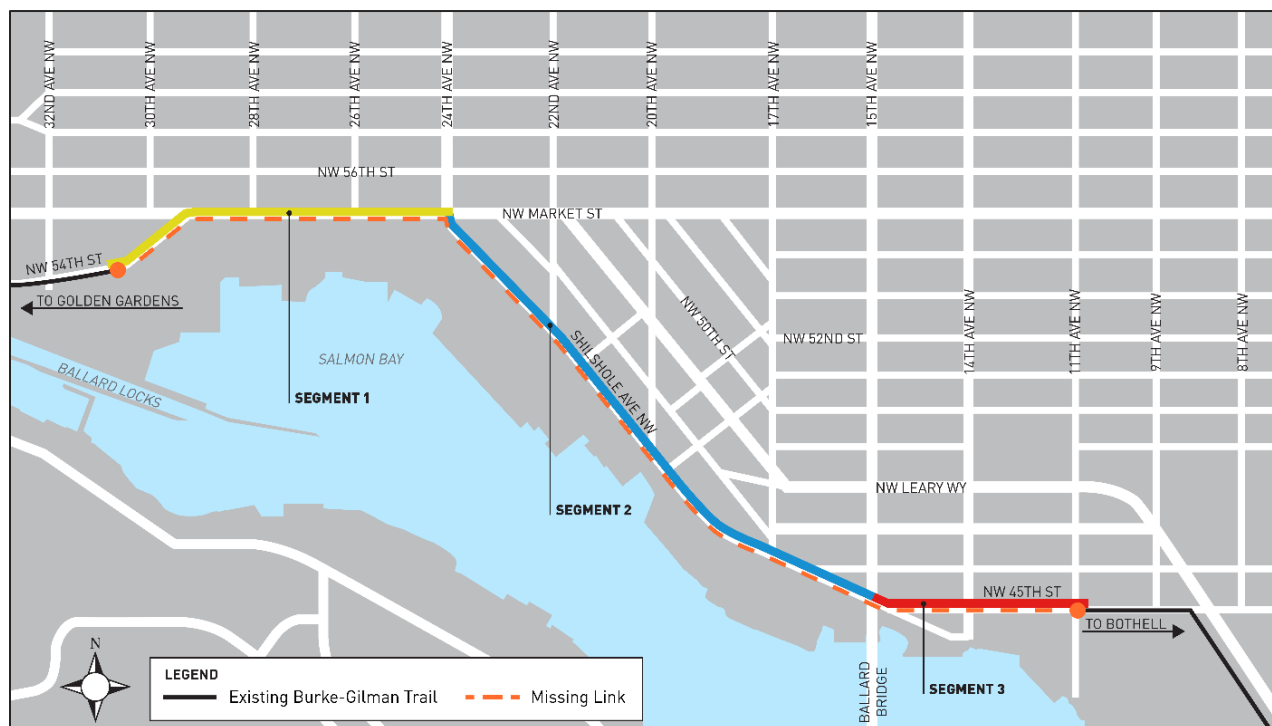 32ND AVE NW
30TH AVE NW
28TH AVE NW
26TH AVE NW
24TH AVE NW
22ND AVE NW
20TH AVE NW
17TH AVE NW
15TH AVE NW
NW 56TH ST
NW MARKET ST
NW 54TH ST
TO GOLDEN GARDENS
SALMON BAY
BALLARD LOCKS
SEGMENT 1
SHILSHOLE AVE NW
NW 50TH ST
NW 52ND ST
14TH AVE NW
11TH AVE NW
9TH AVE NW
8TH AVE NW
SEGMENT 2
NW LEARY WY
NW 45TH ST
TO BOTHELL
SEGMENT 3
BALLARD
BRIDGE
N
LEGEND
Existing Burke-Gilman Trail
Missing Link